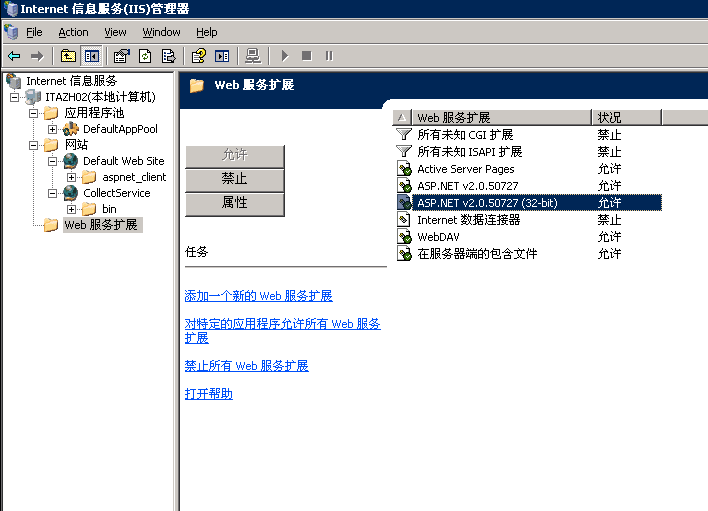 Internet 信息服务(IIS)管理器
File Action View Window Help
Internet 信息服务
ITAZH02(本地计算机)
应用程序池
DefaultAppPool
网站
Default Web Site
aspnet_client
CollectService
bin
Web 服务扩展
Web 服务扩展
允许
禁止
属性
任务
添加一个新的 Web 服务扩展
对特定的应用程序允许所有 Web 服务
扩展
禁止所有 Web 服务扩展
打开帮助
Web 服务扩展 状况
所有未知 CGI 扩展 禁止
所有未知 ISAPI 扩展 禁止
Active Server Pages 允许
ASP.NET v2.0.50727 允许
ASP.NET v2.0.50727 (32-bit) 允许
Internet 数据连接器 禁止
WebDAV 允许
在服务器端的包含文件 允许